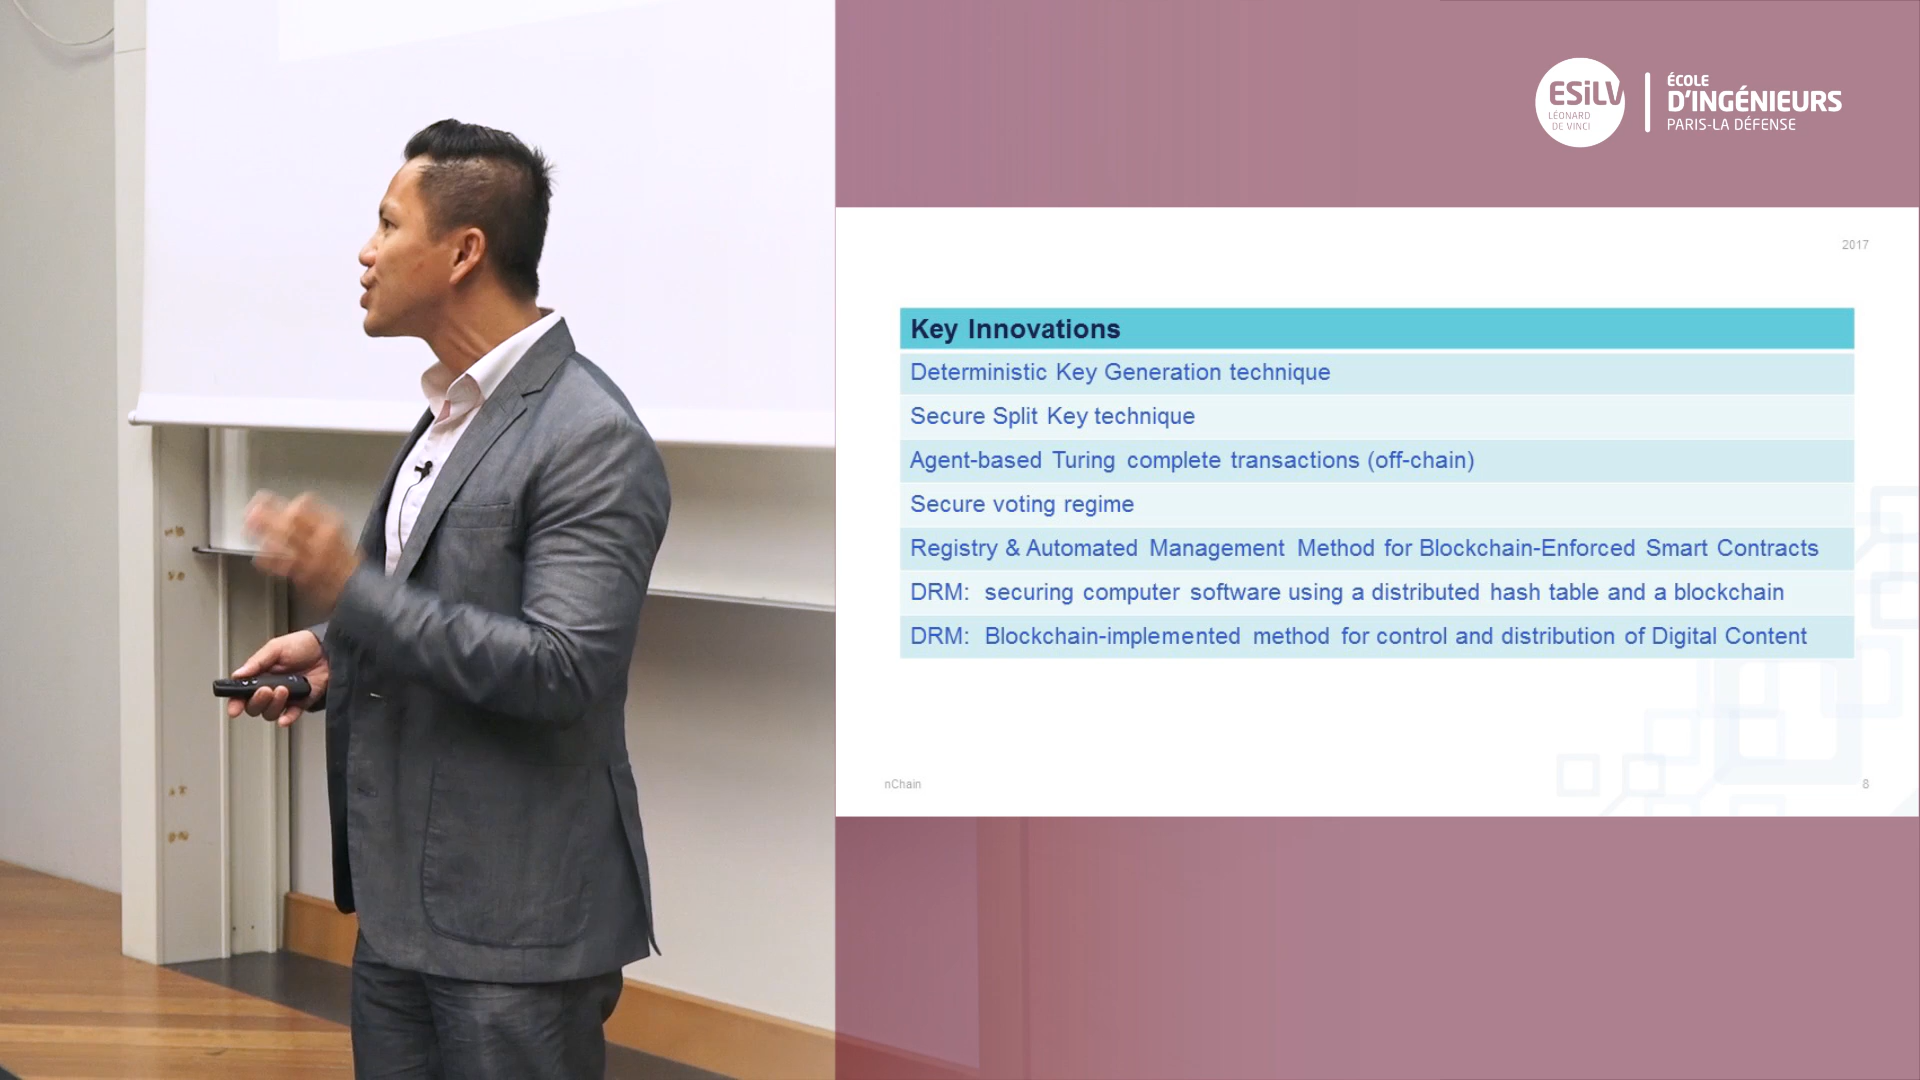 ESiLV
LÉONARD
DE VINCI
ÉCOLE
D'INGÉNIEURS
PARIS-LA DÉFENSE
2017
Key Innovations
Deterministic Key Generation technique
Secure Split Key technique
Agent-based Turing complete transactions (off-chain)
Secure voting regime
Registry & Automated Management Method for Blockchain-Enforced Smart Contracts
DRM: securing computer software using a distributed hash table and a blockchain
DRM: Blockchain-implemented method for control and distribution of Digital Content
nChain
8